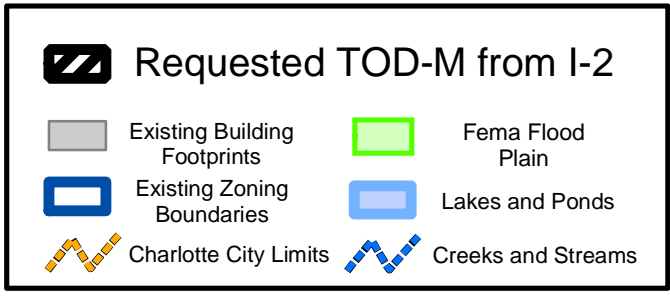 Requested TOD-M from I-2
Existing Building
Footprints
Fema Flood
Plain
Existing Zoning
Boundaries
Lakes and Ponds
Charlotte City Limits
Creeks and Streams